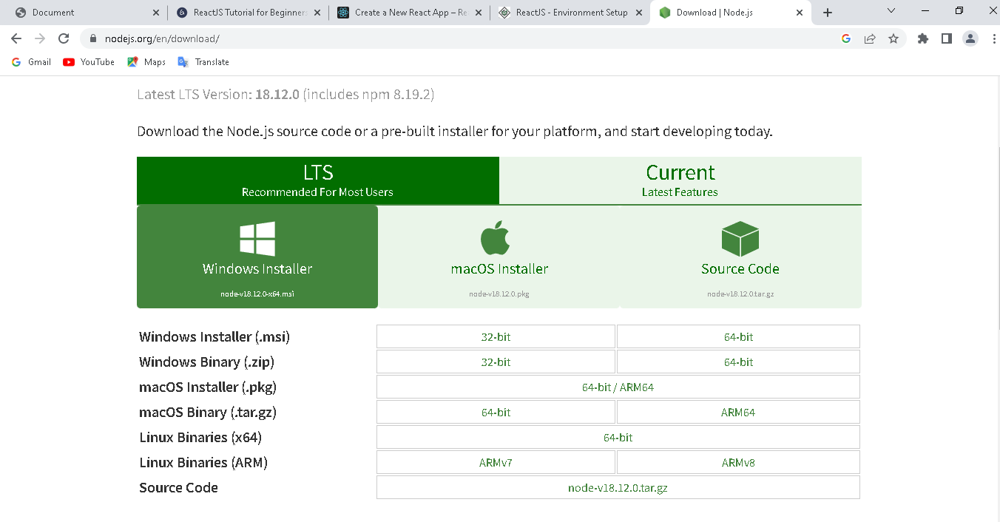 Document
ReactJS Tutorial for Beginners
Create a New React App – Re
ReactJS - Environment Setup
Download | Node.js
nodejs.org/en/download/
Gmail
YouTube
Maps
Translate
Latest LTS Version: 18.12.0 (includes npm 8.19.2)
Download the Node.js source code or a pre-built installer for your platform, and start developing today.
LTS
Recommended For Most Users
Current
Latest Features
Windows Installer
node-v18.12.0-x64.msi
macOS Installer
node-v18.12.0.pkg
Source Code
node-v18.12.0.tar.gz
Windows Installer (.msi) 32-bit 64-bit
Windows Binary (.zip) 32-bit 64-bit
macOS Installer (.pkg) 64-bit / ARM64
macOS Binary (.tar.gz) 64-bit ARM64
Linux Binaries (x64) 64-bit
Linux Binaries (ARM) ARMv7 ARMv8
Source Code node-v18.12.0.tar.gz